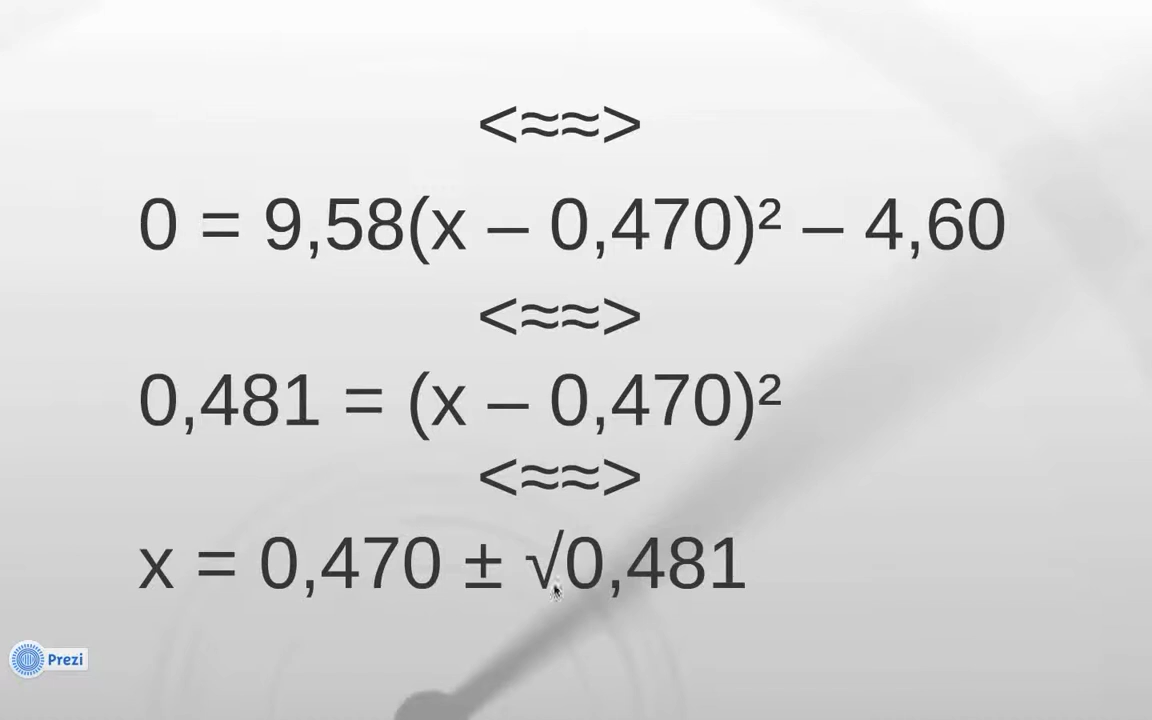 <≈≈>
0 = 9,58(x – 0,470)² – 4,60
<≈≈>
0,481 = (x – 0,470)²
<≈≈>
x = 0,470 ± √0,481
Prezi